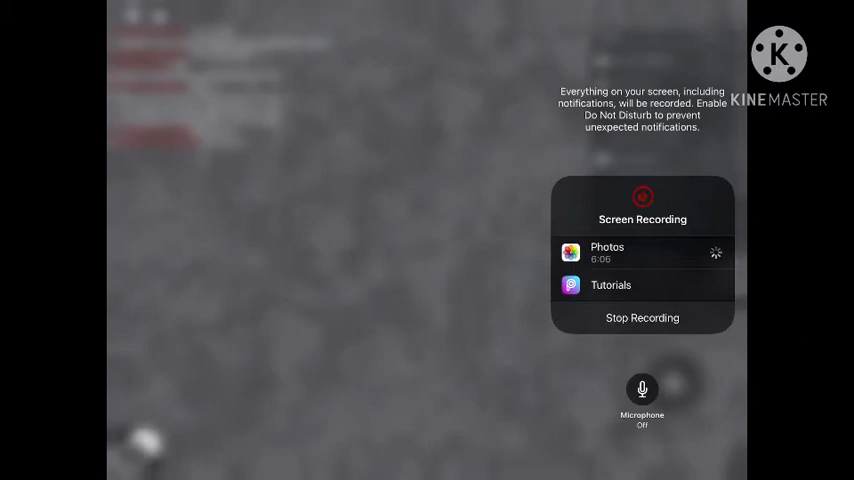 Everything on your screen, including
notifications, will be recorded. Enable
Do Not Disturb to prevent
unexpected notifications.
K
KINEMASTER
Screen Recording
Photos
6:06
Tutorials
Stop Recording
Microphone
Off